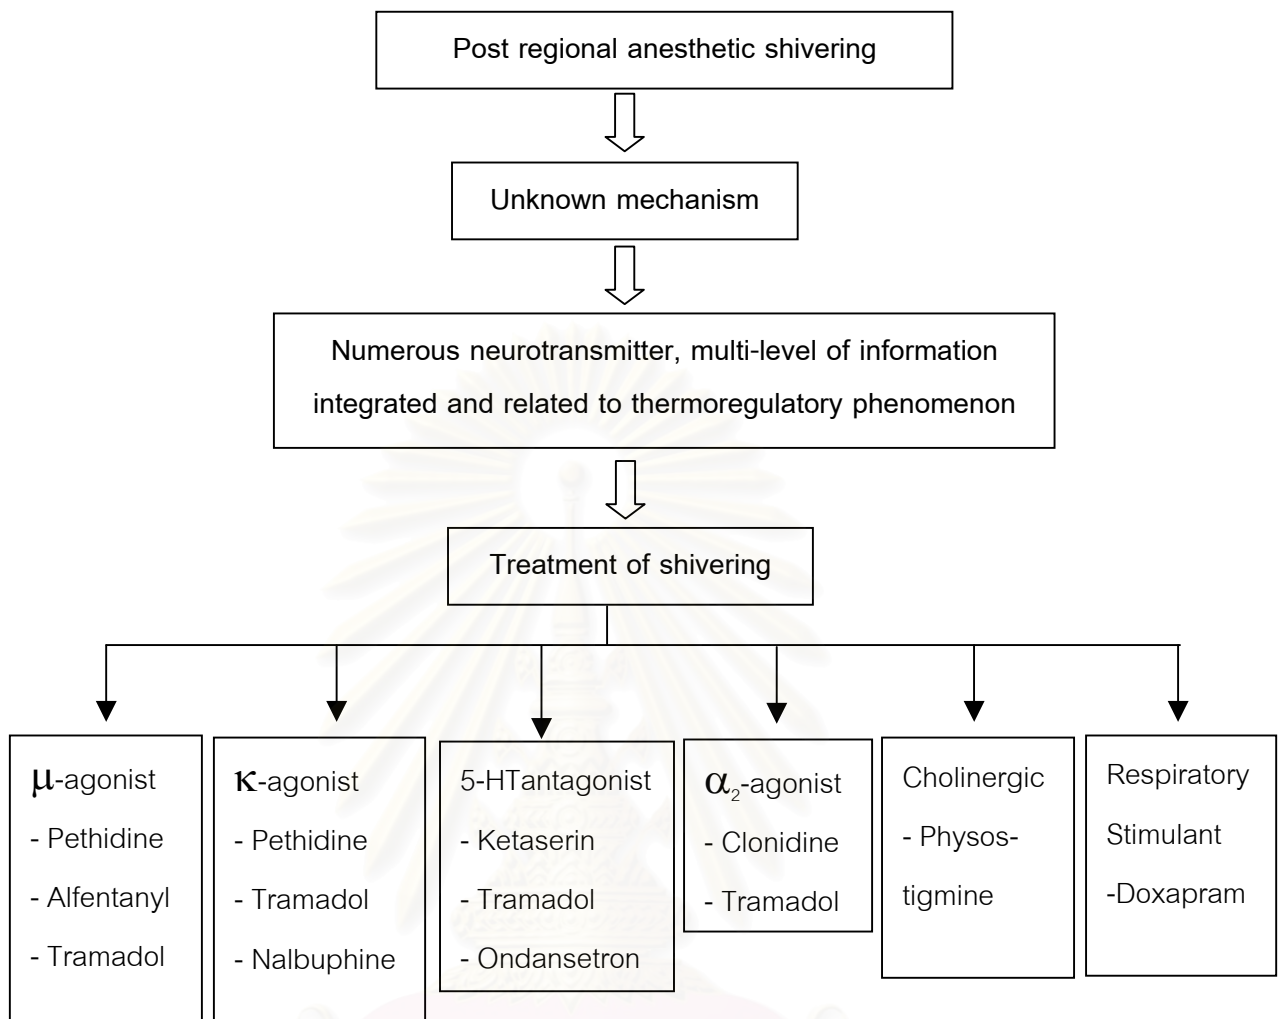 Post regional anesthetic shivering
Unknown mechanism
Numerous neurotransmitter, multi-level of information
integrated and related to thermoregulatory phenomenon
Treatment of shivering
μ-agonist
- Pethidine
- Alfentanyl
- Tramadol
κ-agonist
- Pethidine
- Tramadol
- Nalbuphine
5-HTantagonist
- Ketaserin
- Tramadol
- Ondansetron
α₂-agonist
- Clonidine
- Tramadol
Cholinergic
- Physos-
tigmine
Respiratory
Stimulant
-Doxapram